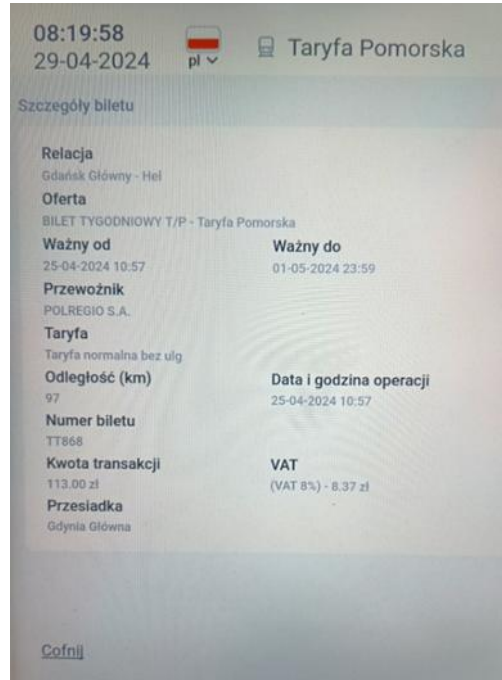 08:19:58
29-04-2024
pl
Taryfa Pomorska
Szczegóły biletu
Relacja
Gdańsk Główny - Hel
Oferta
BILET TYGODNIOWY T/P - Taryfa Pomorska
Ważny od Ważny do
25-04-2024 10:57 01-05-2024 23:59
Przewoźnik
POLREGIO S.A.
Taryfa
Taryfa normalna bez ulg
Odległość (km) Data i godzina operacji
97 25-04-2024 10:57
Numer biletu
TT868
Kwota transakcji VAT
113.00 zł (VAT 8%) - 8.37 zł
Przesiadka
Gdynia Główna
Cofnij